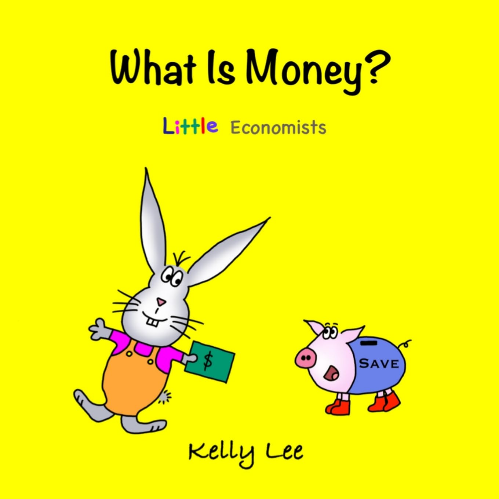 What Is Money?
Little Economists
$
SAVE
Kelly Lee